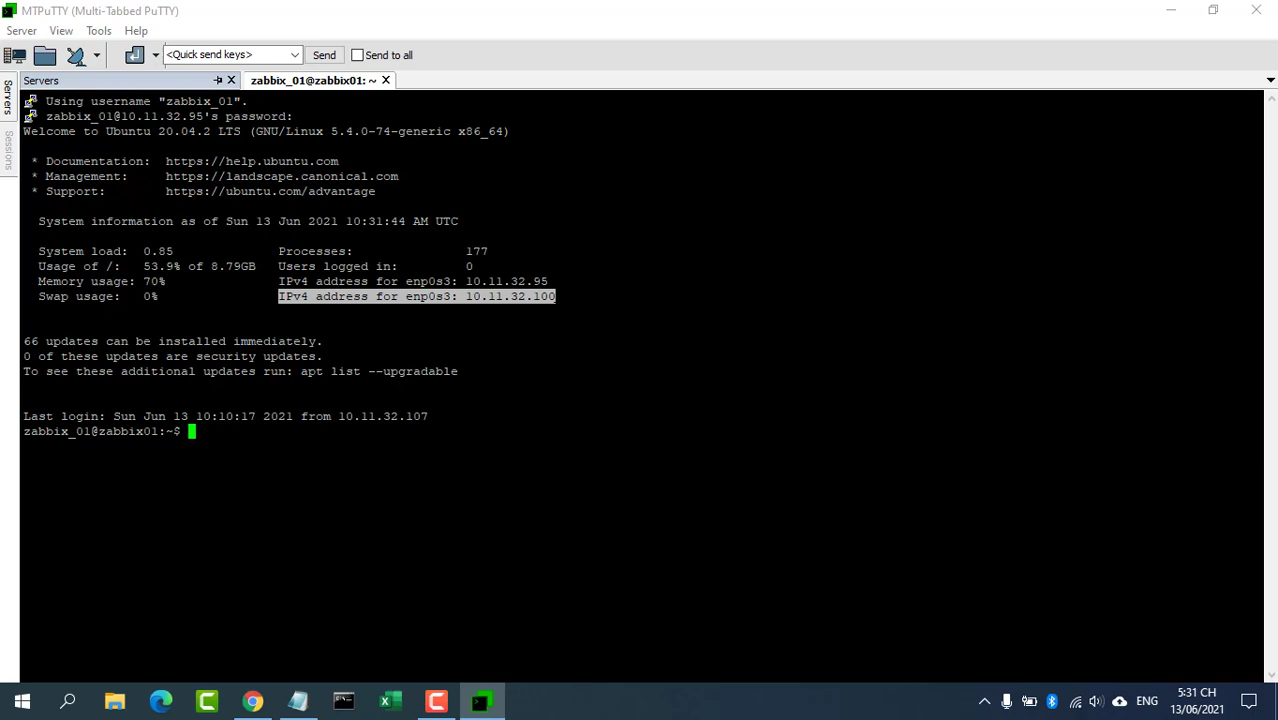 MTPuTTY (Multi-Tabbed PuTTY)
Server View Tools Help
<Quick send keys> Send Send to all
Servers
zabbix_01@zabbix01: ~
Servers
Sessions
Using username "zabbix_01".
zabbix_01@10.11.32.95's password:
Welcome to Ubuntu 20.04.2 LTS (GNU/Linux 5.4.0-74-generic x86_64)
* Documentation: https://help.ubuntu.com
* Management: https://landscape.canonical.com
* Support: https://ubuntu.com/advantage
System information as of Sun 13 Jun 2021 10:31:44 AM UTC
System load: 0.85 Processes: 177
Usage of /: 53.9% of 8.79GB Users logged in: 0
Memory usage: 70% IPv4 address for enp0s3: 10.11.32.95
Swap usage: 0% IPv4 address for enp0s3: 10.11.32.100
66 updates can be installed immediately.
0 of these updates are security updates.
To see these additional updates run: apt list --upgradable
Last login: Sun Jun 13 10:10:17 2021 from 10.11.32.107
zabbix_01@zabbix01:~$
ENG
5:31 CH
13/06/2021